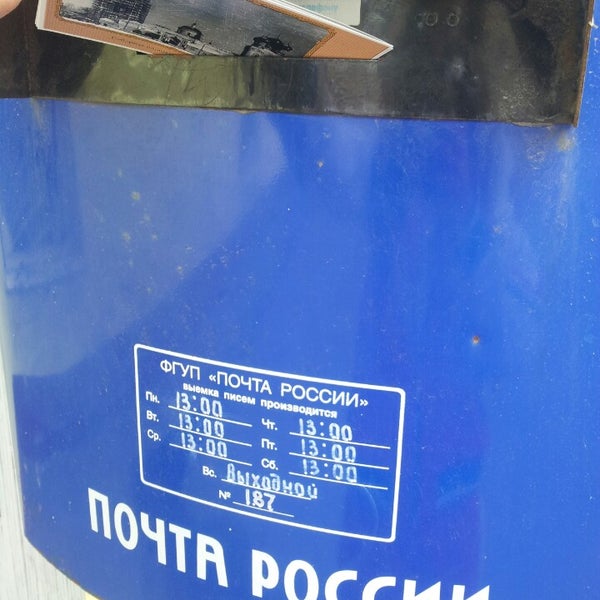 ФГУП «ПОЧТА РОССИИ»
выемка писем производится
Пн. 13:00 Чт. 13:00
Вт. 13:00 Пт. 13:00
Ср. 13:00 Сб. 13:00
Вс. Выходной
№ 187
ПОЧТА РОССИИ